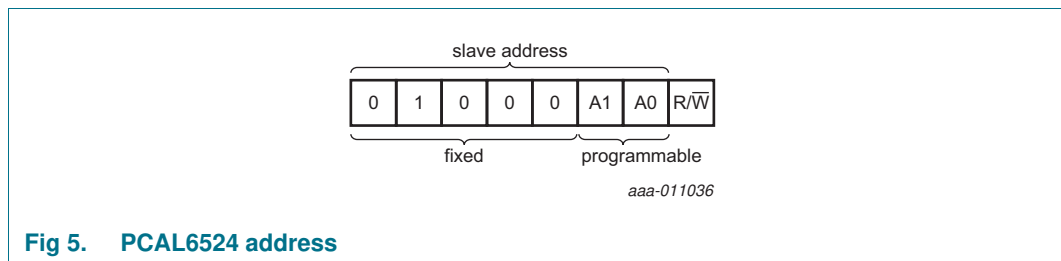 slave address
0 1 0 0 0 A1 A0 R/W̅
fixed programmable
aaa-011036
Fig 5. PCAL6524 address